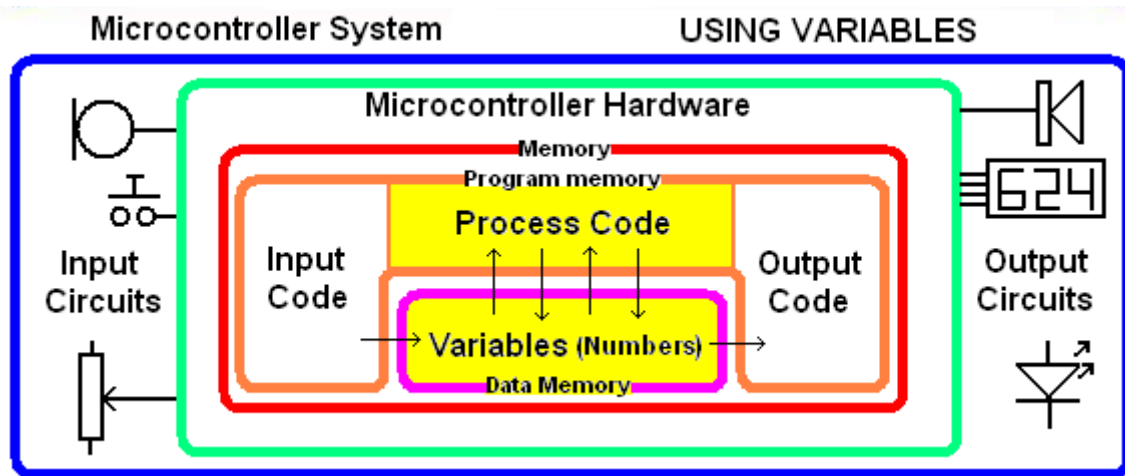 Microcontroller System
USING VARIABLES
Microcontroller Hardware
Memory
Program memory
Process Code
Input
Code
Output
Code
Variables (Numbers)
Data Memory
Input
Circuits
624
Output
Circuits